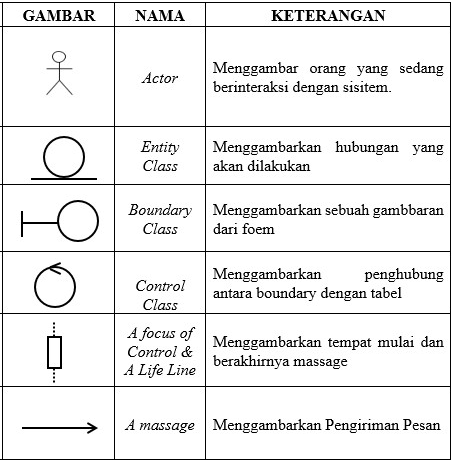 GAMBAR NAMA KETERANGAN
Actor
Menggambar orang yang sedang
berinteraksi dengan sisitem.
Entity
Class
Menggambarkan hubungan yang
akan dilakukan
Boundary
Class
Menggambarkan sebuah gambbaran
dari foem
Control
Class
Menggambarkan penghubung
antara boundary dengan tabel
A focus of
Control &
A Life Line
Menggambarkan tempat mulai dan
berakhirnya massage
A massage
Menggambarkan Pengiriman Pesan